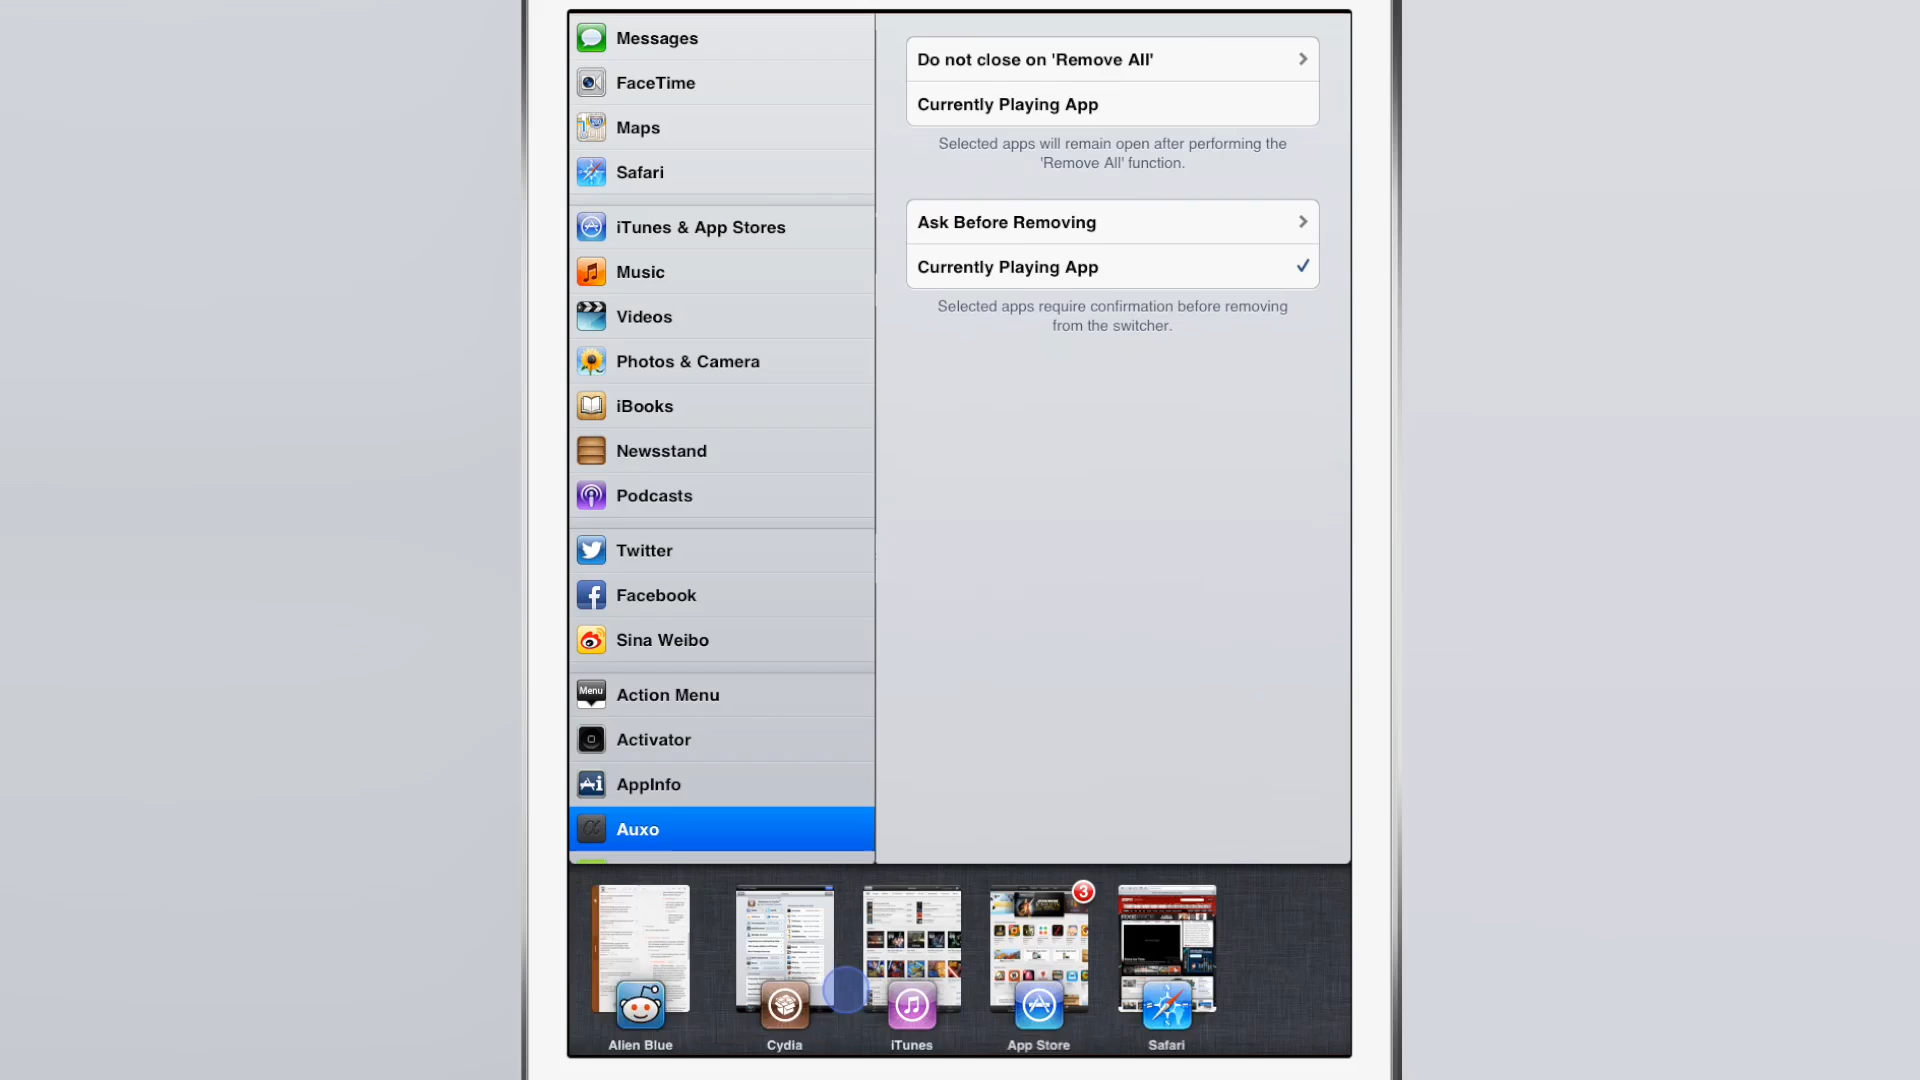 Messages
FaceTime
Maps
Safari
iTunes & App Stores
Music
Videos
Photos & Camera
iBooks
Newsstand
Podcasts
Twitter
Facebook
Sina Weibo
Menu
Action Menu
Activator
AppInfo
Auxo
Do not close on 'Remove All'
Currently Playing App
Selected apps will remain open after performing the
'Remove All' function.
Ask Before Removing
Currently Playing App
Selected apps require confirmation before removing
from the switcher.
3
Alien Blue
Cydia
iTunes
App Store
Safari